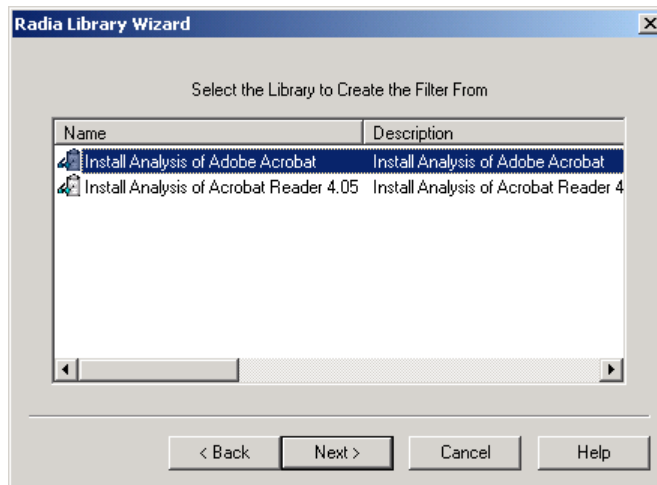 Radia Library Wizard
Select the Library to Create the Filter From
Name Description
Install Analysis of Adobe Acrobat Install Analysis of Adobe Acrobat
Install Analysis of Acrobat Reader 4.05 Install Analysis of Acrobat Reader 4
< Back Next > Cancel Help